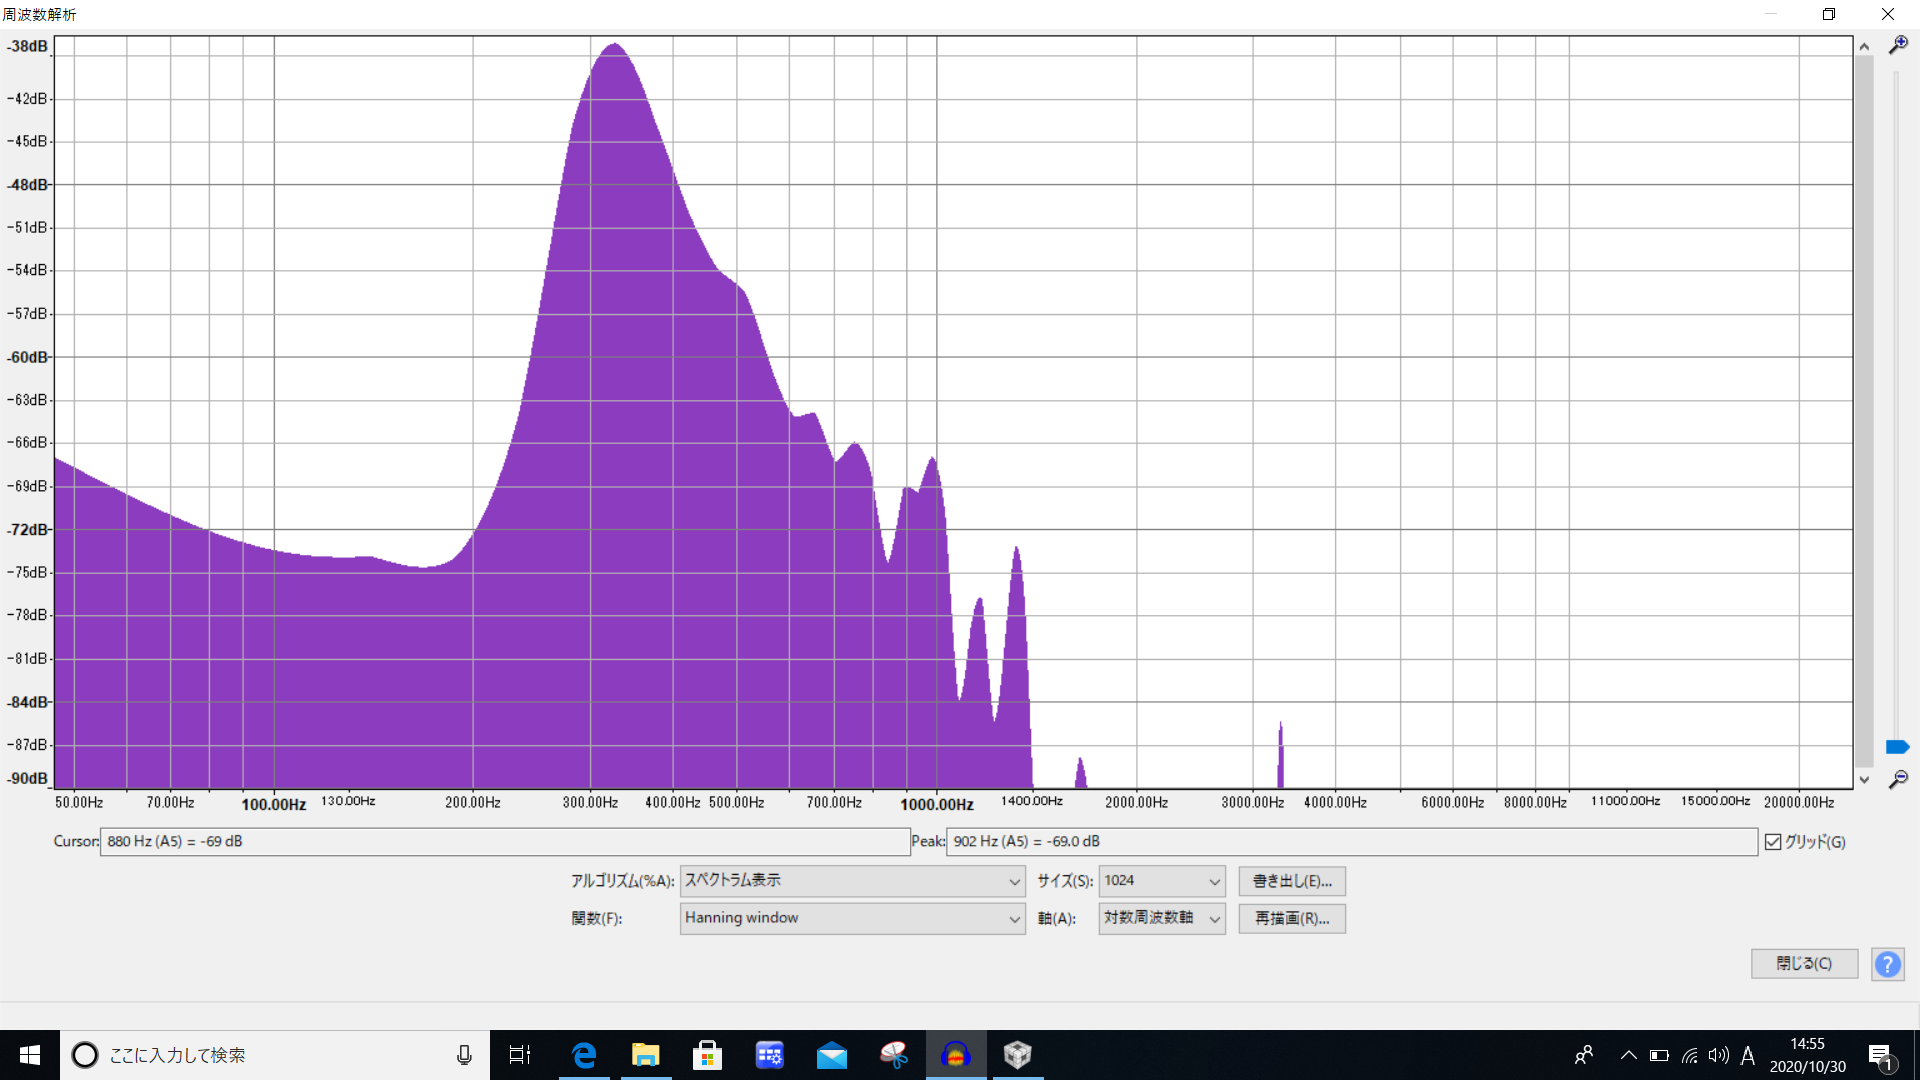 周波数解析
-38dB
-42dB
-45dB
-48dB
-51dB
-54dB
-57dB
-60dB
-63dB
-66dB
-69dB
-72dB
-75dB
-78dB
-81dB
-84dB
-87dB
-90dB
50.00Hz 70.00Hz 100.00Hz 130.00Hz 200.00Hz 300.00Hz 400.00Hz 500.00Hz 700.00Hz 1000.00Hz 1400.00Hz 2000.00Hz 3000.00Hz 4000.00Hz 6000.00Hz 8000.00Hz 11000.00Hz 15000.00Hz 20000.00Hz
Cursor: 880 Hz (A5) = -69 dB Peak: 902 Hz (A5) = -69.0 dB グリッド(G)
アルゴリズム(%A): スペクトラム表示 サイズ(S): 1024 書き出し(E)...
関数(F): Hanning window 軸(A): 対数周波数軸 再描画(R)...
閉じる(C) ?
ここに入力して検索 A 14:55
2020/10/30 1